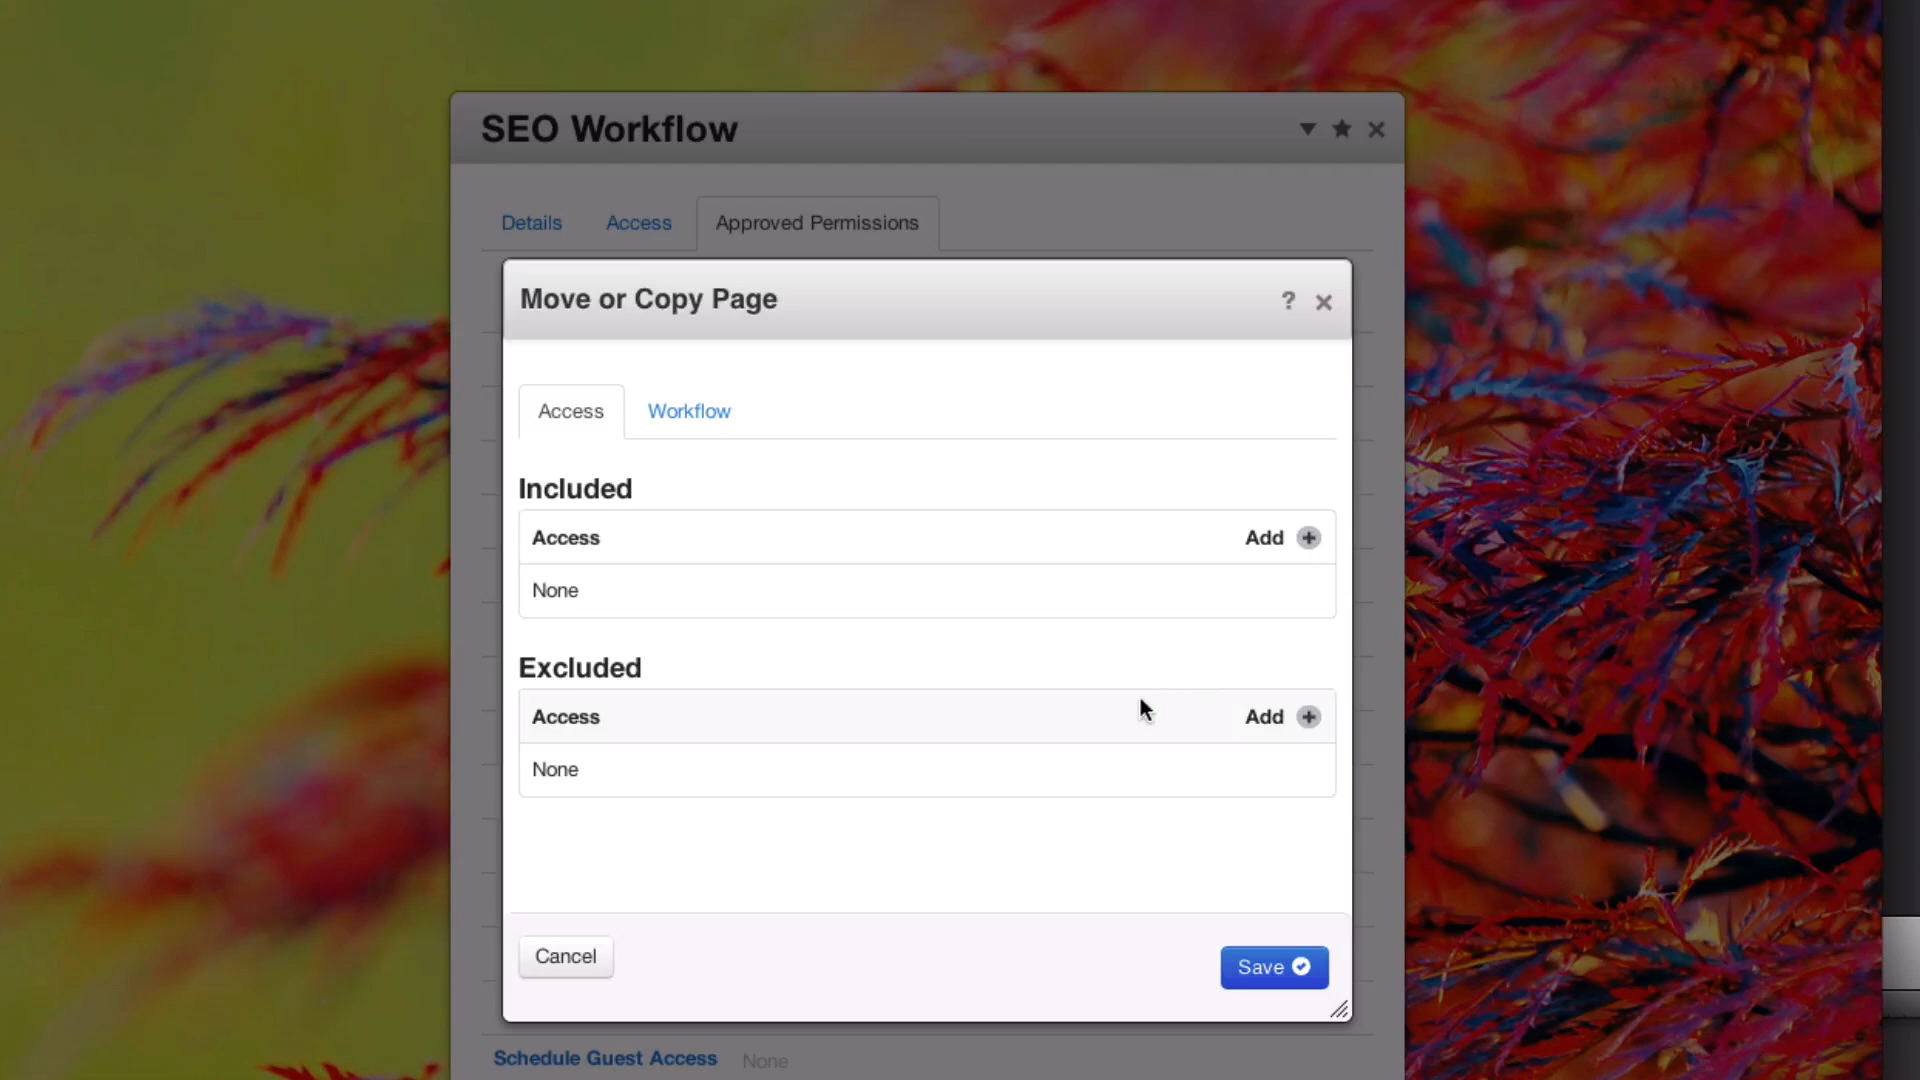 SEO Workflow
Details Access Approved Permissions
Move or Copy Page ?
Access Workflow
Included
Access Add
None
Excluded
Access Add
None
Cancel Save
Schedule Guest Access None